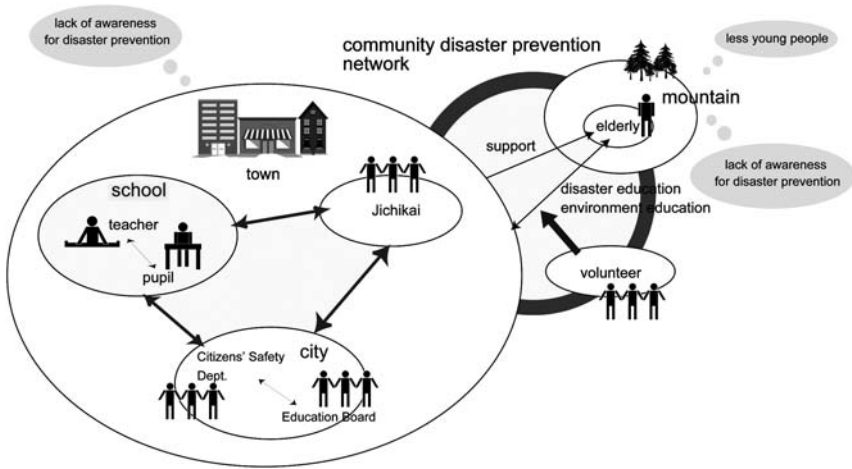 lack of awareness
for disaster prevention
community disaster prevention
network
less young people
mountain
elderly
support
town
lack of awareness
for disaster prevention
school
teacher
pupil
Jichikai
disaster education
environment education
volunteer
Citizens' Safety
Dept.
city
Education Board